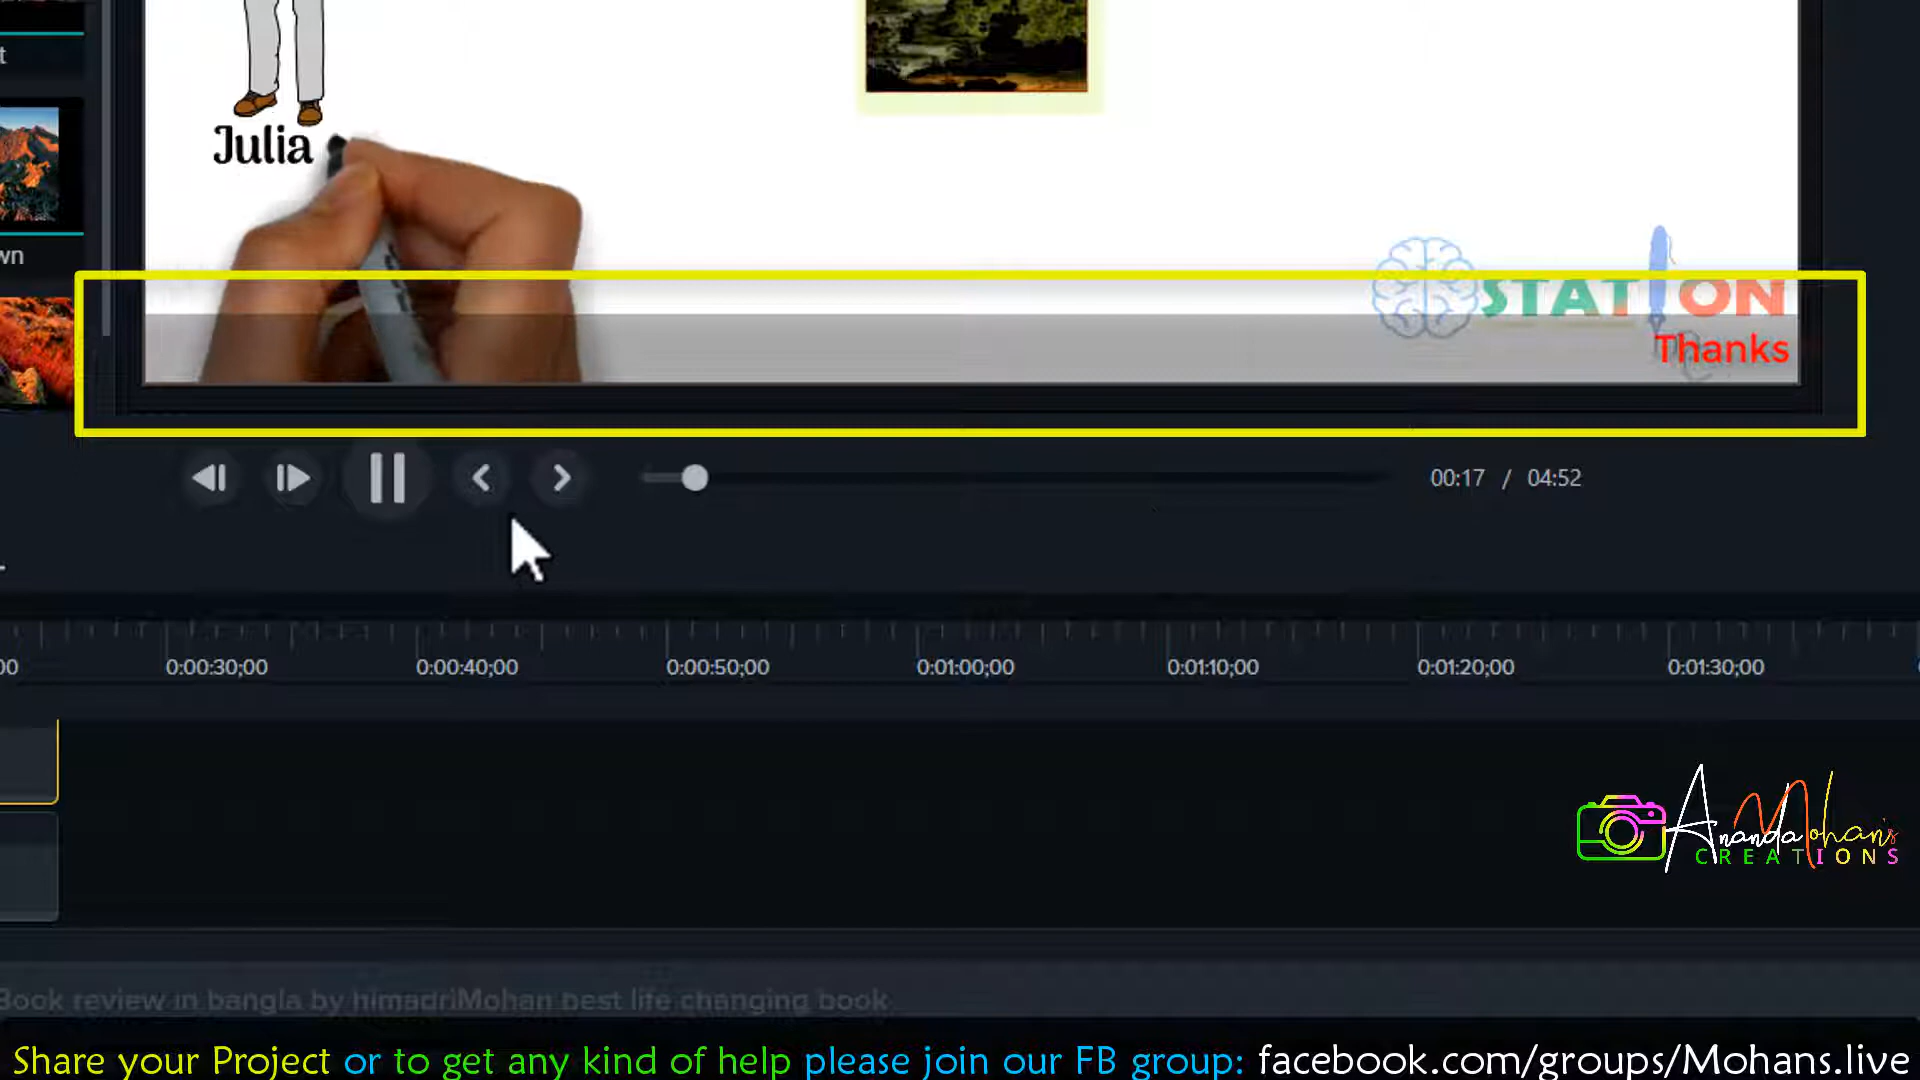 t
wn
Julia
STATION
Thanks
00:17 / 04:52
00 0:00:30;00 0:00:40;00 0:00:50;00 0:01:00;00 0:01:10;00 0:01:20;00 0:01:30;00
AnandaMohan's
CREATIONS
Book review in bangla by himadriMohan best life changing book
Share your Project or to get any kind of help please join our FB group: facebook.com/groups/Mohans.live